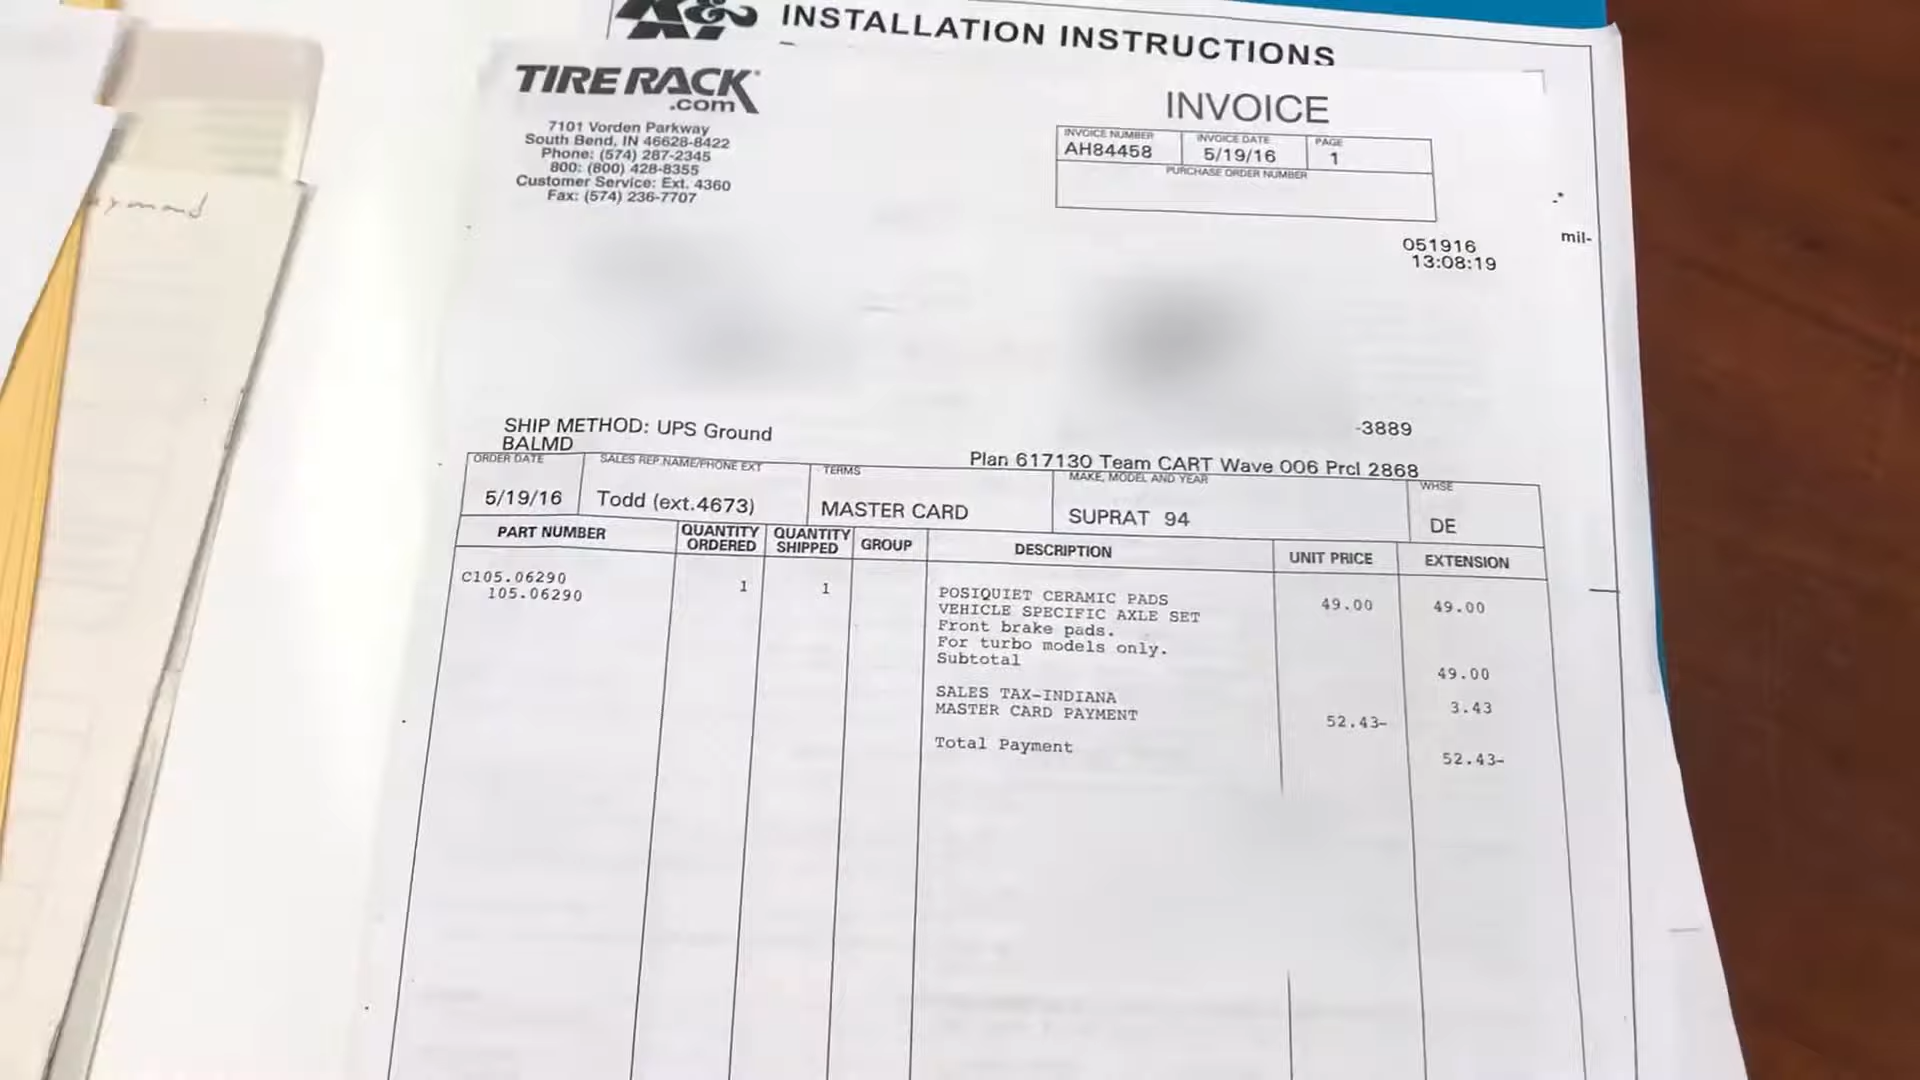 K&N INSTALLATION INSTRUCTIONS
TIRE RACK
.com
7101 Vorden Parkway
South Bend, IN 46628-8422
Phone: (574) 287-2345
800: (800) 428-8355
Customer Service: Ext. 4360
Fax: (574) 236-7707
INVOICE
INVOICE NUMBER INVOICE DATE PAGE
AH84458 5/19/16 1
PURCHASE ORDER NUMBER
051916
13:08:19
mil-
-3889
SHIP METHOD: UPS Ground
BALMD
Plan 617130 Team CART Wave 006 Prcl 2868
ORDER DATE SALES REP NAME/PHONE EXT TERMS MAKE, MODEL AND YEAR WHSE
5/19/16 Todd (ext.4673) MASTER CARD SUPRAT 94 DE
PART NUMBER QUANTITY ORDERED QUANTITY SHIPPED GROUP DESCRIPTION UNIT PRICE EXTENSION
C105.06290 1 1 POSIQUIET CERAMIC PADS 49.00 49.00
105.06290 VEHICLE SPECIFIC AXLE SET
Front brake pads.
For turbo models only.
Subtotal 49.00
SALES TAX-INDIANA 3.43
MASTER CARD PAYMENT 52.43-
Total Payment 52.43-